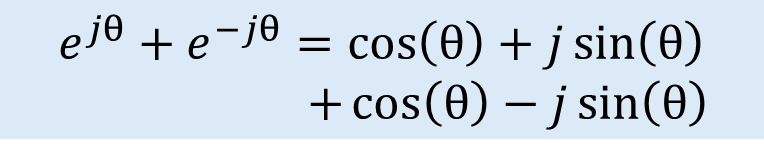 e^{jθ} + e^{−jθ} = cos(θ) + j sin(θ)
+ cos(θ) − j sin(θ)